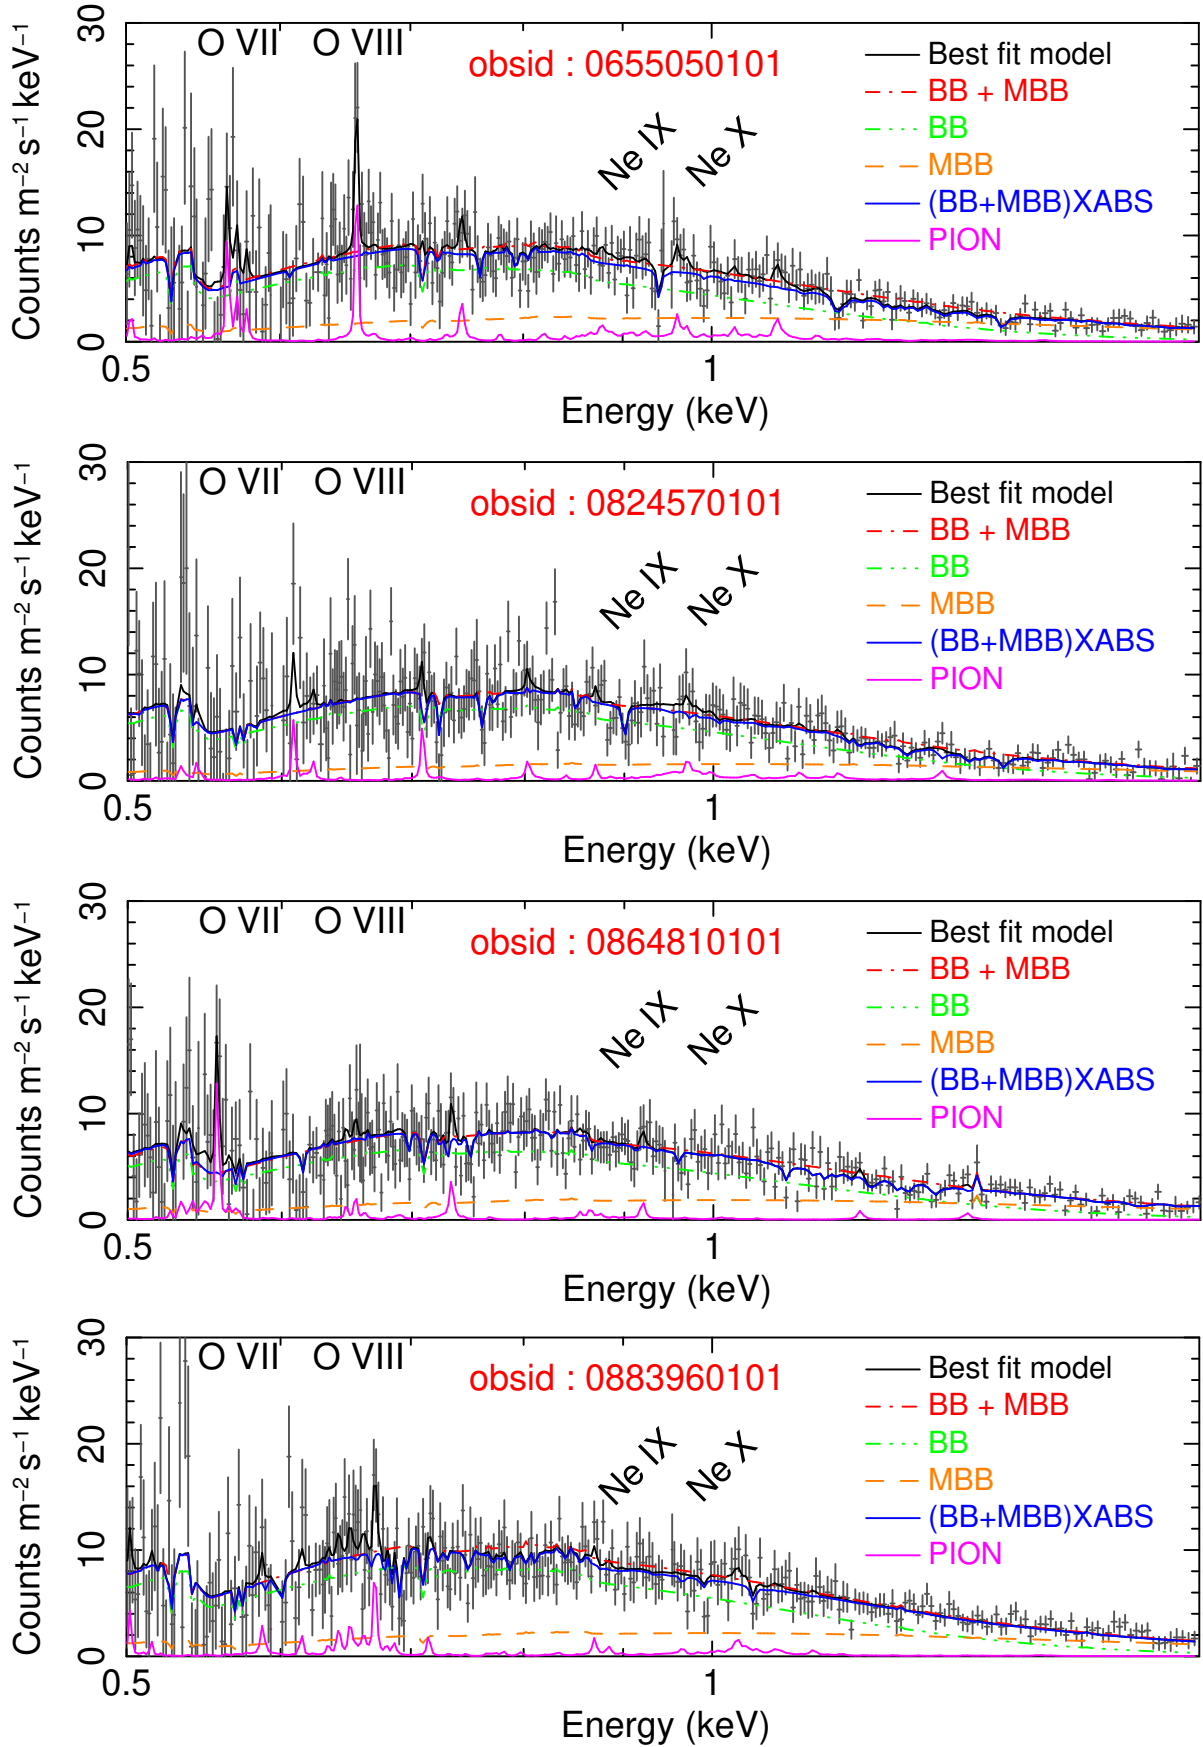 O VII O VIII
obsid : 0655050101
Ne IX Ne X
Best fit model
BB + MBB
BB
MBB
(BB+MBB)XABS
PION
Counts m⁻² s⁻¹ keV⁻¹
0 10 20 30
0.5 1
Energy (keV)
O VII O VIII
obsid : 0824570101
Ne IX Ne X
Best fit model
BB + MBB
BB
MBB
(BB+MBB)XABS
PION
Counts m⁻² s⁻¹ keV⁻¹
0 10 20 30
0.5 1
Energy (keV)
O VII O VIII
obsid : 0864810101
Ne IX Ne X
Best fit model
BB + MBB
BB
MBB
(BB+MBB)XABS
PION
Counts m⁻² s⁻¹ keV⁻¹
0 10 20 30
0.5 1
Energy (keV)
O VII O VIII
obsid : 0883960101
Ne IX Ne X
Best fit model
BB + MBB
BB
MBB
(BB+MBB)XABS
PION
Counts m⁻² s⁻¹ keV⁻¹
0 10 20 30
0.5 1
Energy (keV)